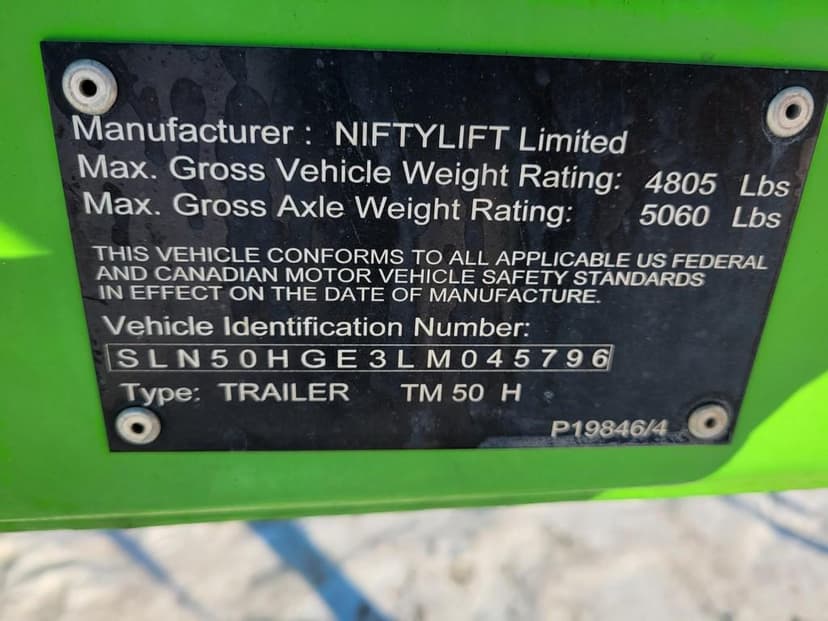 Manufacturer : NIFTYLIFT Limited
Max. Gross Vehicle Weight Rating: 4805 Lbs
Max. Gross Axle Weight Rating: 5060 Lbs
THIS VEHICLE CONFORMS TO ALL APPLICABLE US FEDERAL
AND CANADIAN MOTOR VEHICLE SAFETY STANDARDS
IN EFFECT ON THE DATE OF MANUFACTURE.
Vehicle Identification Number:
SLN50HGE3LM045796
Type: TRAILER TM 50 H
P19846/4